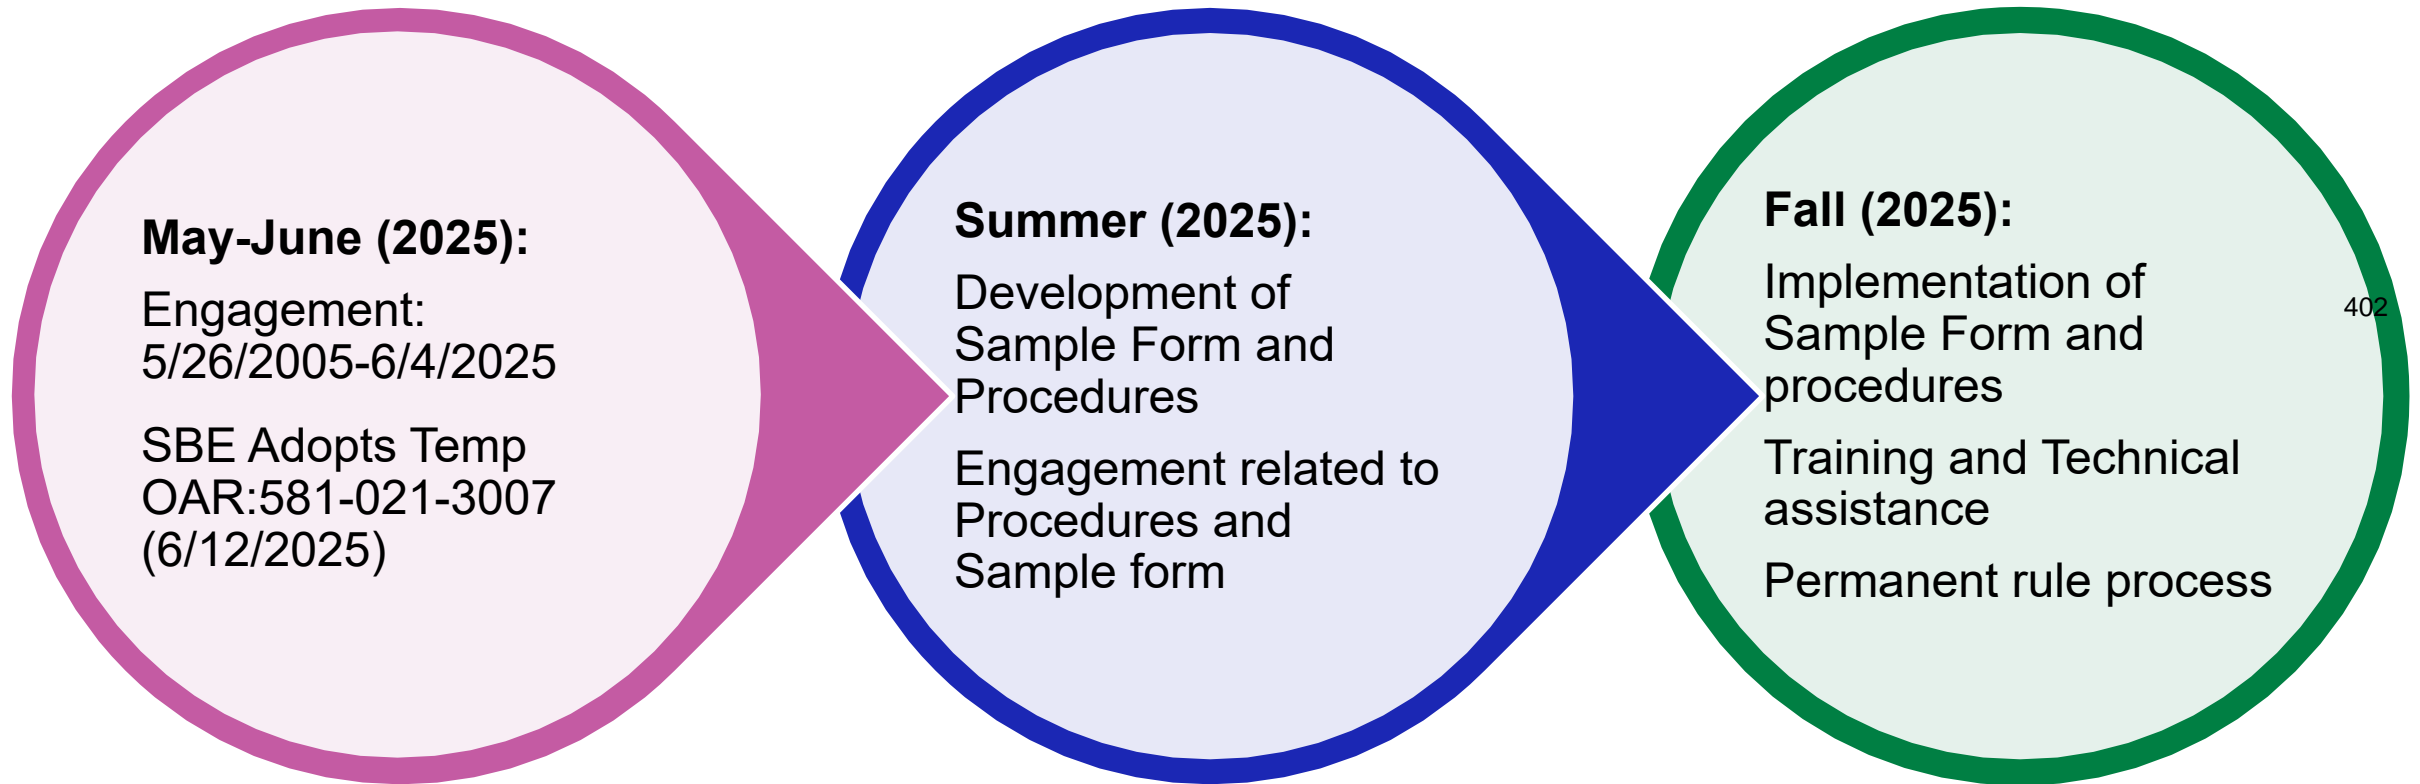 May-June (2025):
Engagement:
5/26/2005-6/4/2025
SBE Adopts Temp
OAR:581-021-3007
(6/12/2025)
Summer (2025):
Development of
Sample Form and
Procedures
Engagement related to
Procedures and
Sample form
Fall (2025):
Implementation of
Sample Form and
procedures
Training and Technical
assistance
Permanent rule process
402